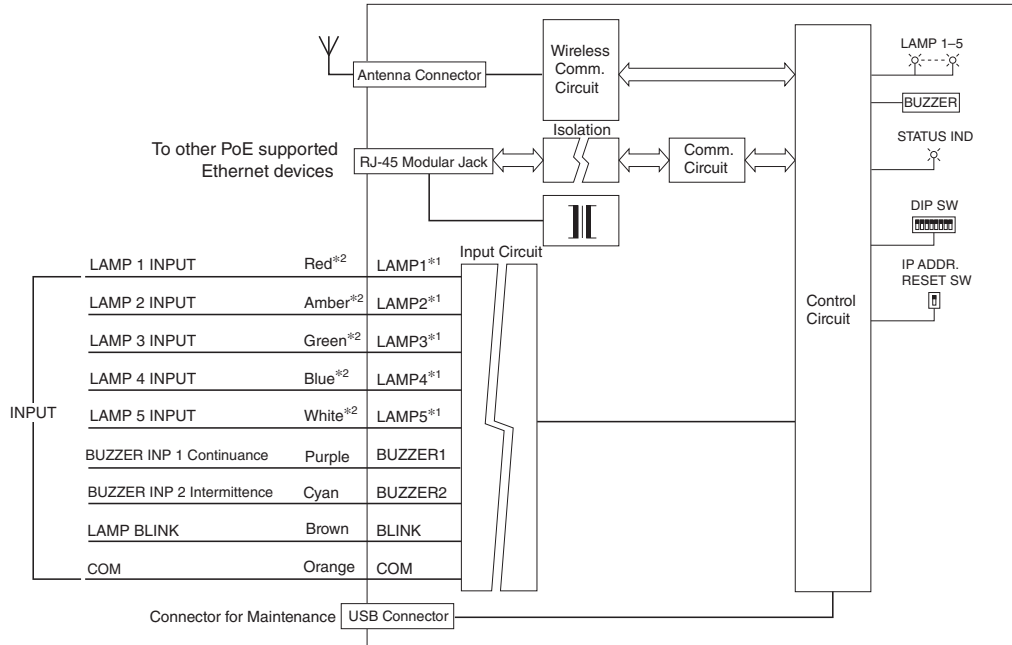 Antenna Connector
Wireless
Comm.
Circuit
LAMP 1–5
BUZZER
STATUS IND
DIP SW
IP ADDR.
RESET SW
To other PoE supported
Ethernet devices
RJ-45 Modular Jack
Isolation
Comm.
Circuit
Control
Circuit
Input Circuit
INPUT
LAMP 1 INPUT Red*2 LAMP1*1
LAMP 2 INPUT Amber*2 LAMP2*1
LAMP 3 INPUT Green*2 LAMP3*1
LAMP 4 INPUT Blue*2 LAMP4*1
LAMP 5 INPUT White*2 LAMP5*1
BUZZER INP 1 Continuance Purple BUZZER1
BUZZER INP 2 Intermittence Cyan BUZZER2
LAMP BLINK Brown BLINK
COM Orange COM
Connector for Maintenance USB Connector